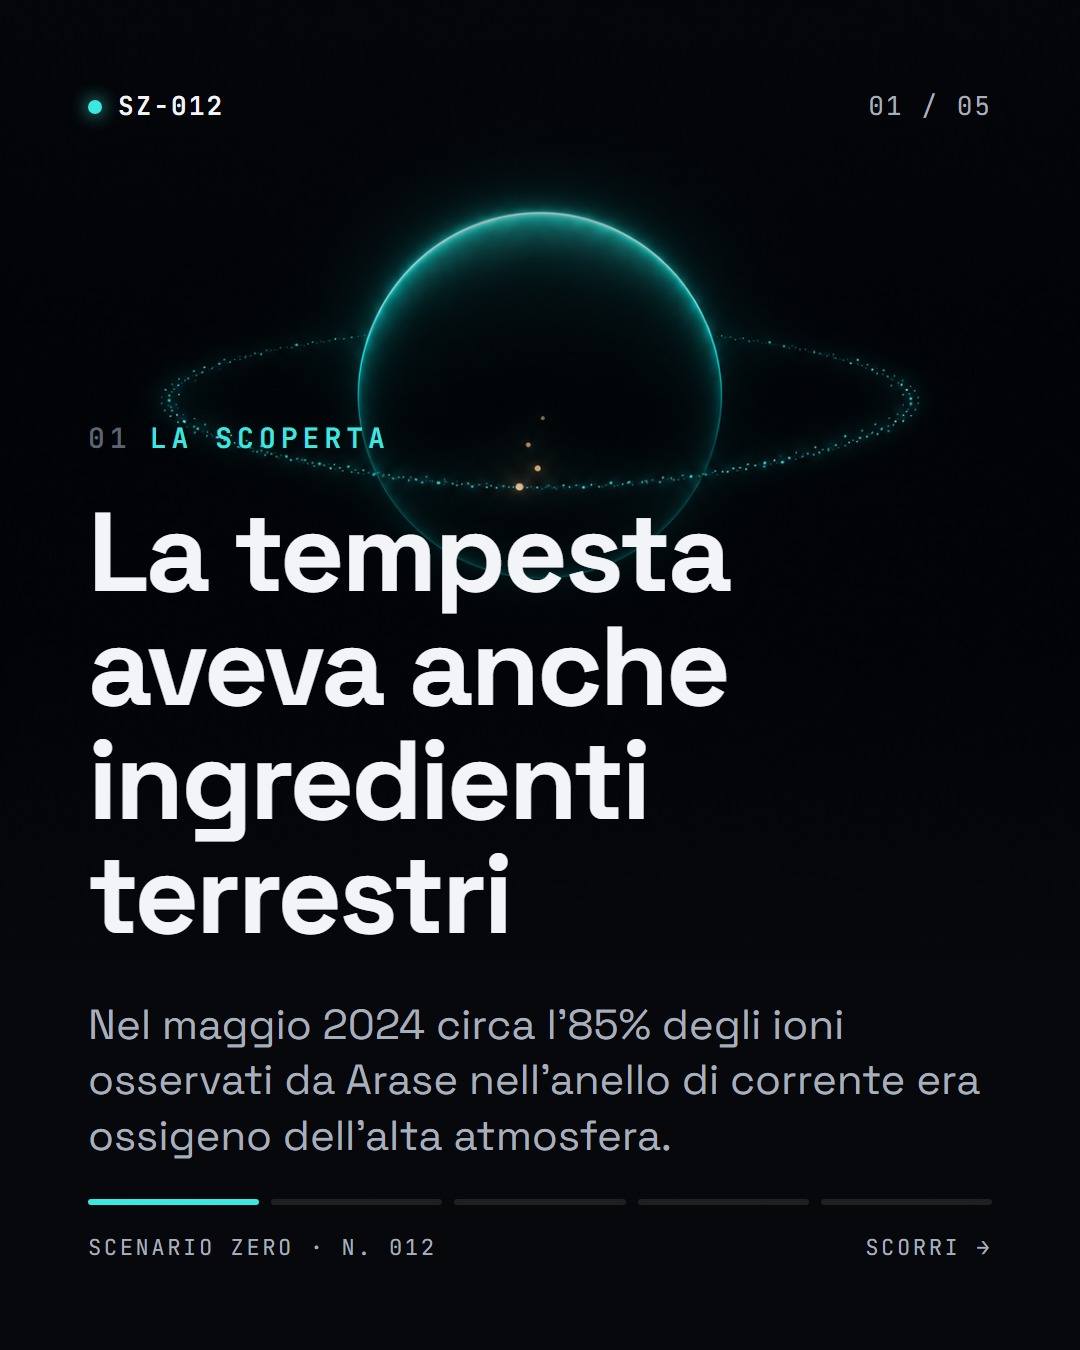 SZ-012
01 / 05
01 LA SCOPERTA
La tempesta
aveva anche
ingredienti
terrestri
Nel maggio 2024 circa l’85% degli ioni
osservati da Arase nell’anello di corrente era
ossigeno dell’alta atmosfera.
SCENARIO ZERO · N. 012
SCORRI →